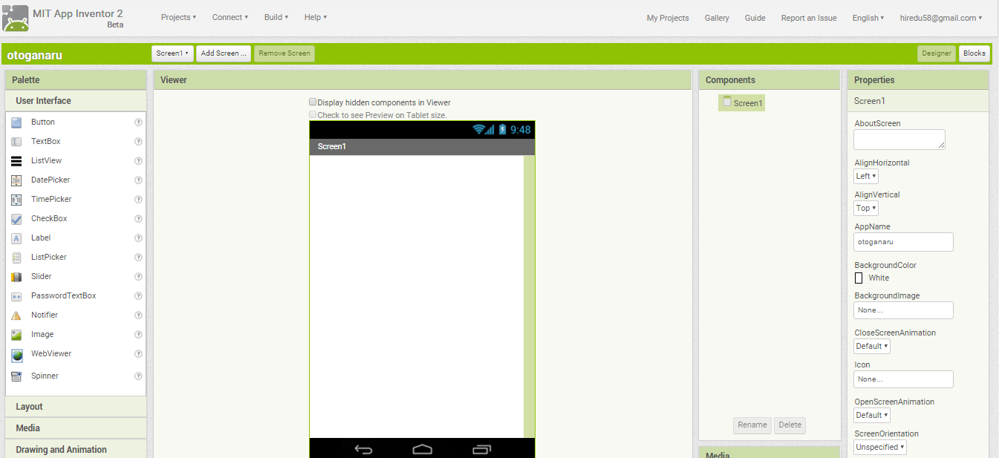 MIT App Inventor 2
Beta
Projects Connect Build Help
My Projects Gallery Guide Report an Issue English hiredu58@gmail.com
otoganaru
Screen1 Add Screen ... Remove Screen
Designer Blocks
Palette
User Interface
Button ?
TextBox ?
ListView ?
DatePicker ?
TimePicker ?
CheckBox ?
Label ?
ListPicker ?
Slider ?
PasswordTextBox ?
Notifier ?
Image ?
WebViewer ?
Spinner ?
Layout
Media
Drawing and Animation
Viewer
Display hidden components in Viewer
Check to see Preview on Tablet size.
9:48
Screen1
Components
Screen1
Rename Delete
Media
Properties
Screen1
AboutScreen
AlignHorizontal
Left
AlignVertical
Top
AppName
otoganaru
BackgroundColor
White
BackgroundImage
None...
CloseScreenAnimation
Default
Icon
None...
OpenScreenAnimation
Default
ScreenOrientation
Unspecified